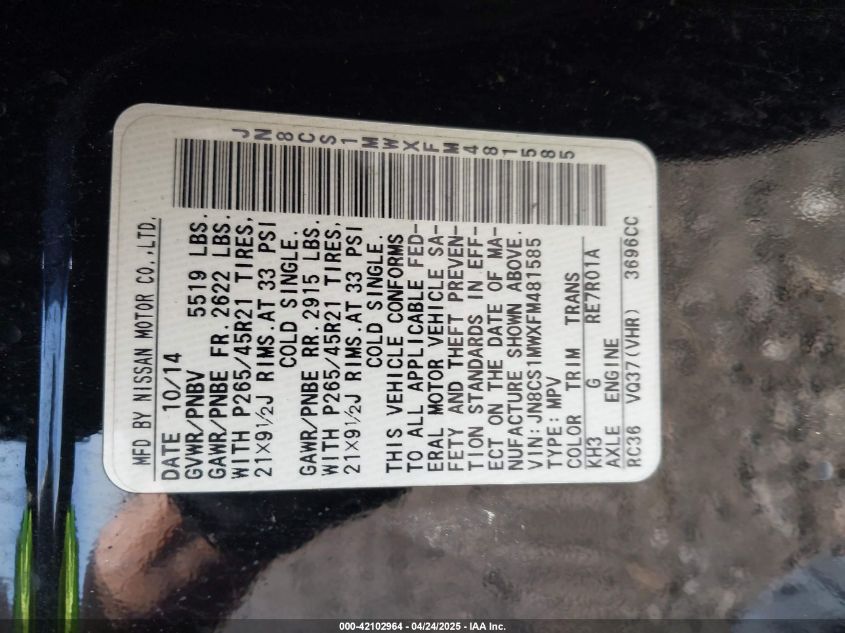 JN8CS1MWXFM481585
MFD BY NISSAN MOTOR CO.,LTD.
DATE 10/14
GVWR/PNBV 5519 LBS.
GAWR/PNBE FR. 2622 LBS.
WITH P265/45R21 TIRES,
21X9½J RIMS.AT 33 PSI
COLD SINGLE.
GAWR/PNBE RR. 2915 LBS.
WITH P265/45R21 TIRES,
21X9½J RIMS.AT 33 PSI
COLD SINGLE.
THIS VEHICLE CONFORMS
TO ALL APPLICABLE FED-
ERAL MOTOR VEHICLE SA-
FETY AND THEFT PREVEN-
TION STANDARDS IN EFF-
ECT ON THE DATE OF MA-
NUFACTURE SHOWN ABOVE.
VIN:JN8CS1MWXFM481585
TYPE:MPV
COLOR TRIM TRANS
KH3 G RE7R01A
AXLE ENGINE
RC36 VQ37(VHR) 3696CC
000-42102964 - 04/24/2025 - IAA Inc.